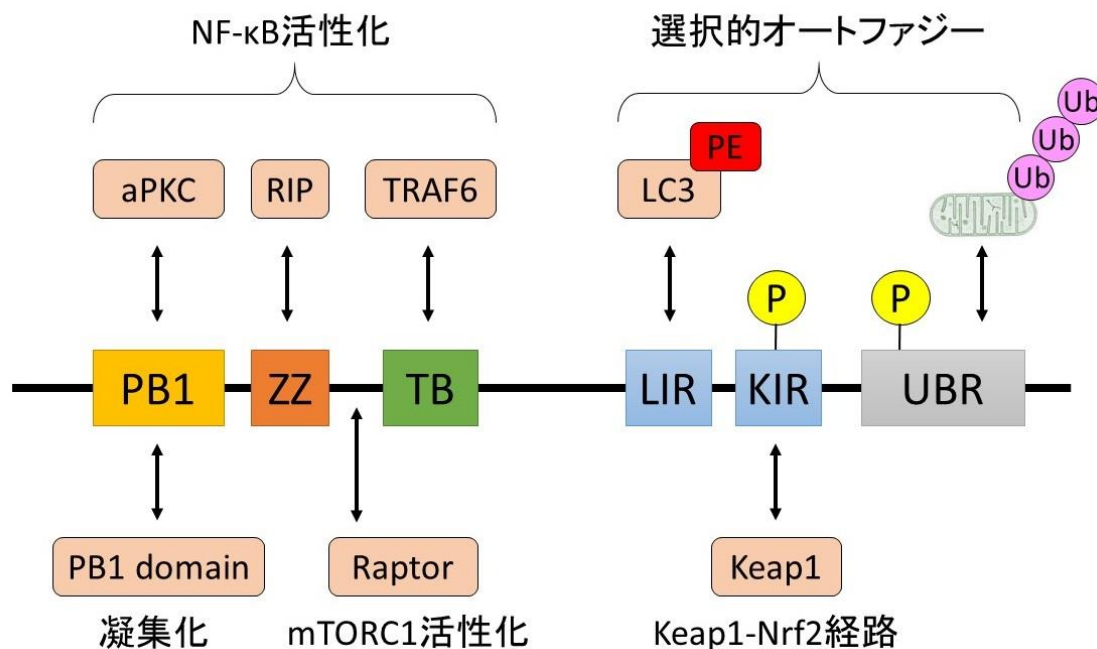 NF-κB活性化
選択的オートファジー
aPKC
RIP
TRAF6
LC3
PE
Ub
Ub
Ub
P
P
PB1
ZZ
TB
LIR
KIR
UBR
PB1 domain
Raptor
Keap1
凝集化
mTORC1活性化
Keap1-Nrf2経路